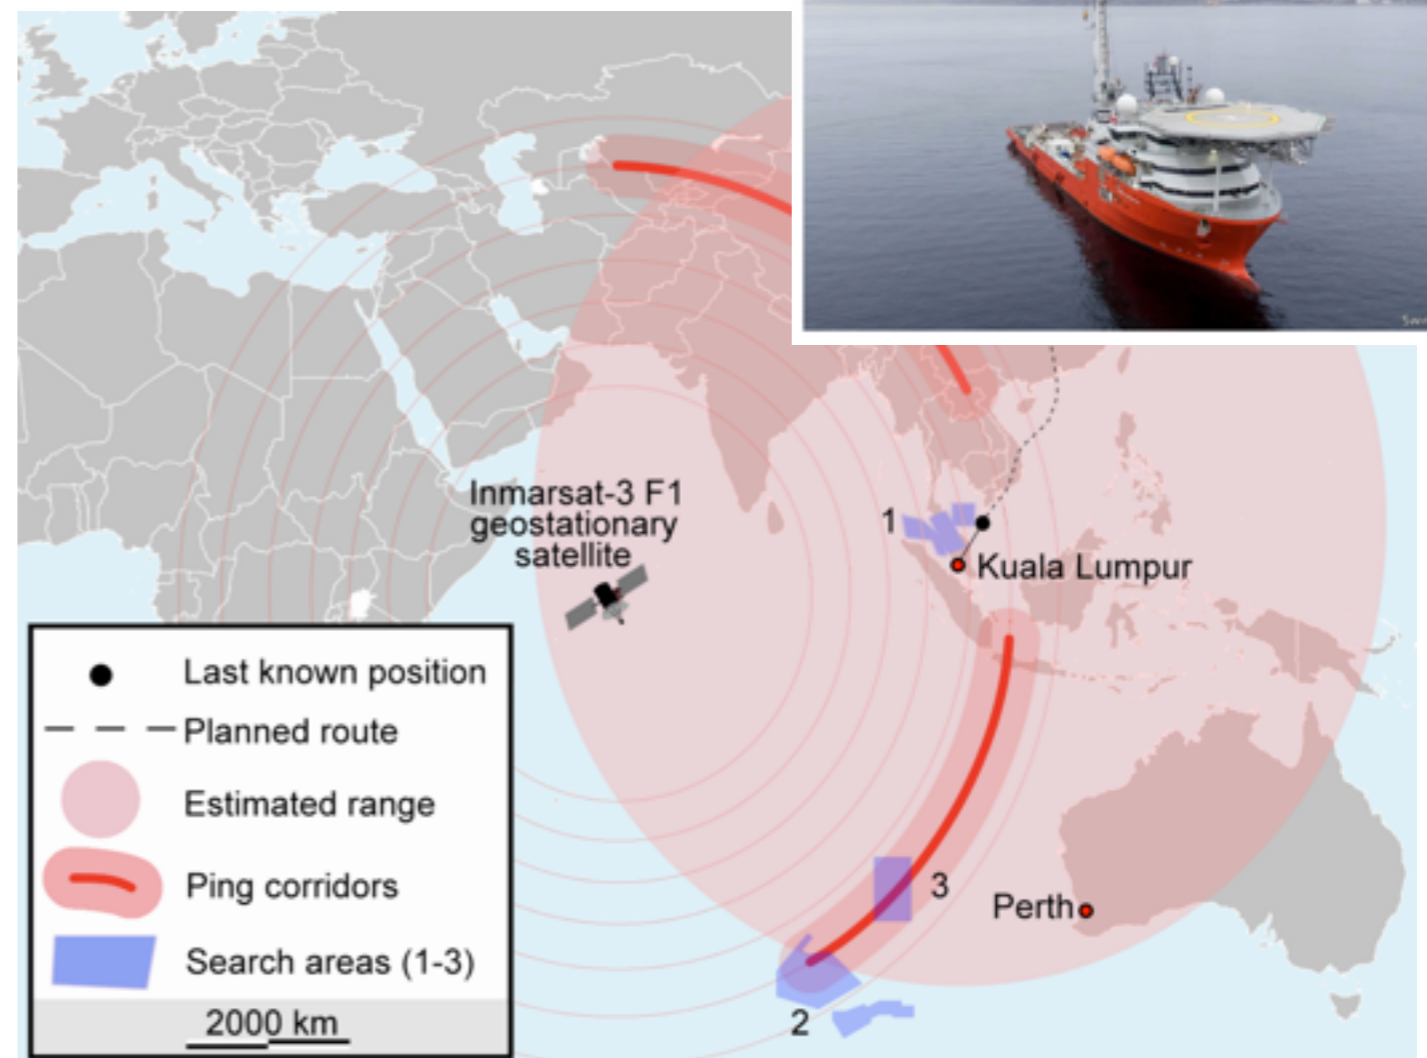 Inmarsat-3 F1
geostationary
satellite
1
Kuala Lumpur
3
Perth
2
Last known position
Planned route
Estimated range
Ping corridors
Search areas (1-3)
2000 km